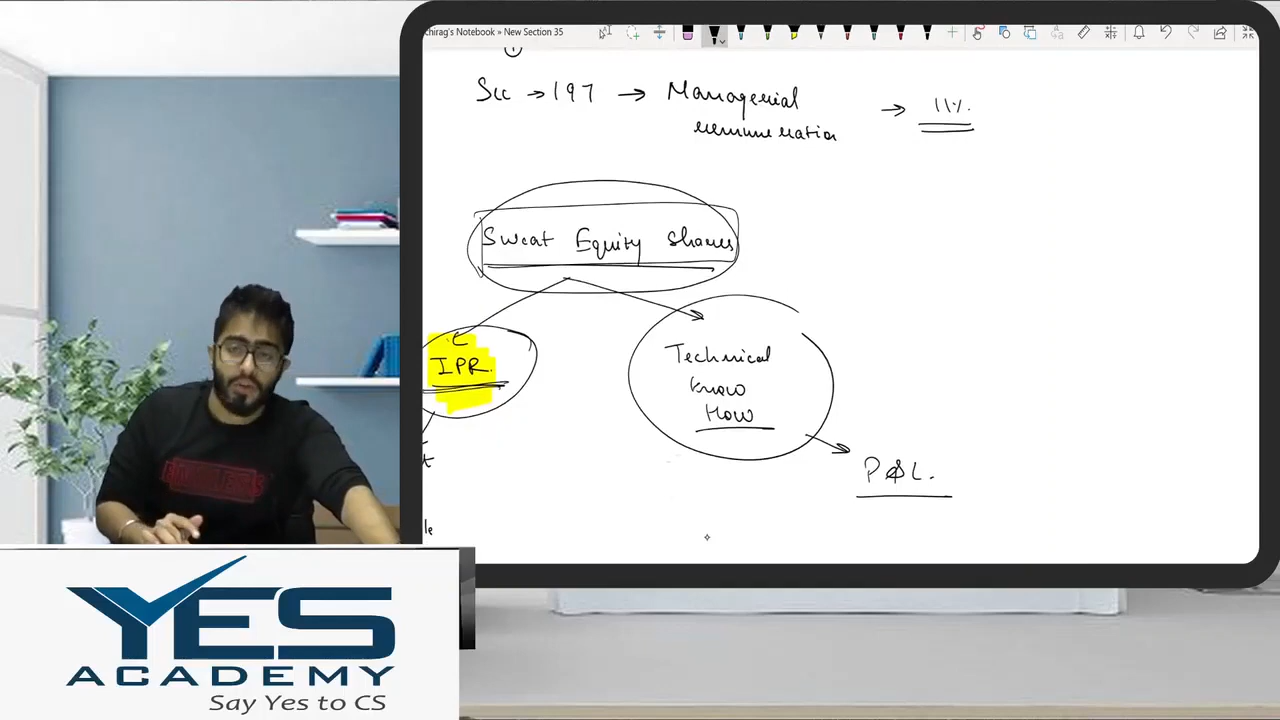 chirag's Notebook » New Section 35
1
Sec → 197 → Managerial → 11%.
remuneration
Sweat Equity Shares
IPR.
Technical
Know
How
P&L.
YES
ACADEMY
Say Yes to CS